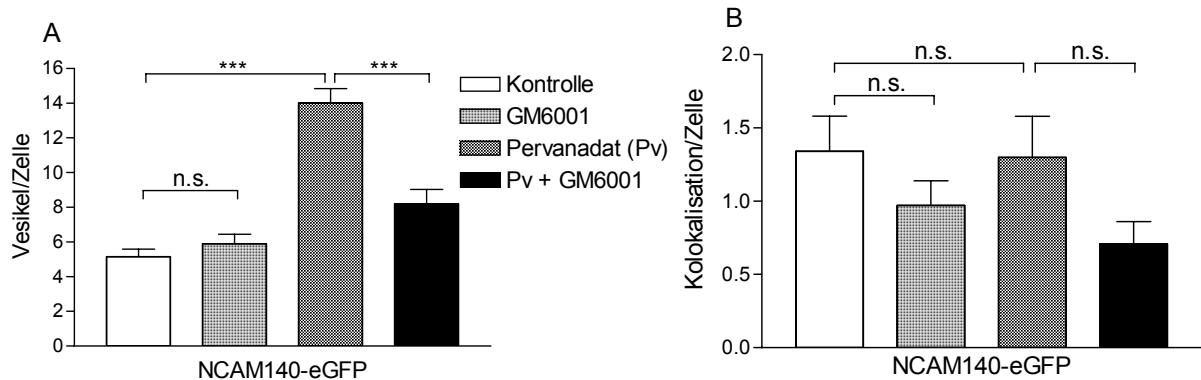 A
Vesikel/Zelle
16
14
12
10
8
6
4
2
0
***
***
n.s.
NCAM140-eGFP
Kontrolle
GM6001
Pervanadat (Pv)
Pv + GM6001
B
Kolokalisation/Zelle
2.0
1.5
1.0
0.5
0.0
n.s.
n.s.
n.s.
NCAM140-eGFP